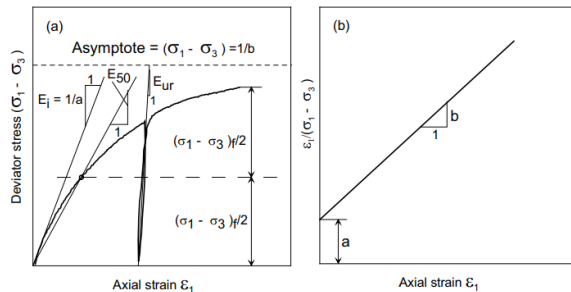 (a)
Asymptote = (σ1 - σ3) =1/b
1
E50
Eur
Ei = 1/a
1
1
(σ1 - σ3)f/2
(σ1 - σ3)f/2
Deviator stress (σ1 - σ3)
Axial strain ε1
(b)
b
1
a
εi/(σ1 - σ3)
Axial strain ε1